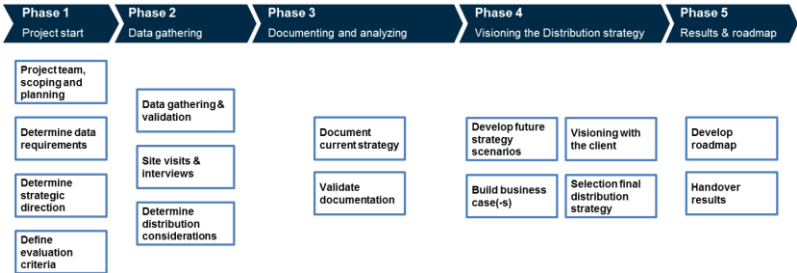 Phase 1
Project start
Phase 2
Data gathering
Phase 3
Documenting and analyzing
Phase 4
Visioning the Distribution strategy
Phase 5
Results & roadmap
Project team,
scoping and
planning
Determine data
requirements
Determine
strategic
direction
Define
evaluation
criteria
Data gathering &
validation
Site visits &
interviews
Determine
distribution
considerations
Document
current strategy
Validate
documentation
Develop future
strategy
scenarios
Visioning with
the client
Build business
case(-s)
Selection final
distribution
strategy
Develop
roadmap
Handover
results